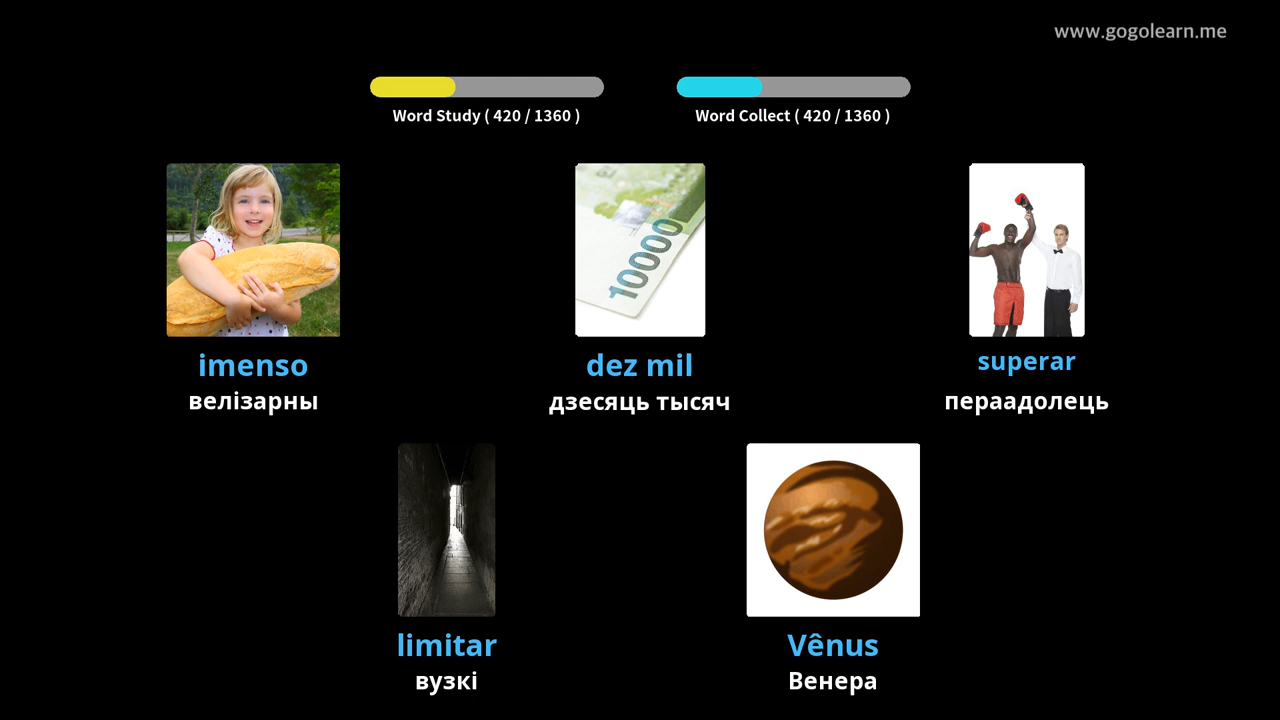 www.gogolearn.me
Word Study ( 420 / 1360 )
Word Collect ( 420 / 1360 )
10000
imenso
велізарны
dez mil
дзесяць тысяч
superar
пераадолець
limitar
вузкі
Vênus
Венера